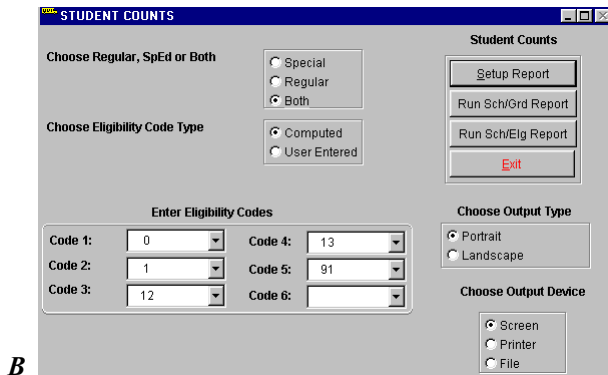 STUDENT COUNTS
Student Counts
Choose Regular, SpEd or Both
Special
Regular
Both
Setup Report
Run Sch/Grd Report
Run Sch/Elg Report
Exit
Choose Eligibility Code Type
Computed
User Entered
Enter Eligibility Codes
Code 1: 0 Code 4: 13
Code 2: 1 Code 5: 91
Code 3: 12 Code 6:
Choose Output Type
Portrait
Landscape
Choose Output Device
Screen
Printer
File
B